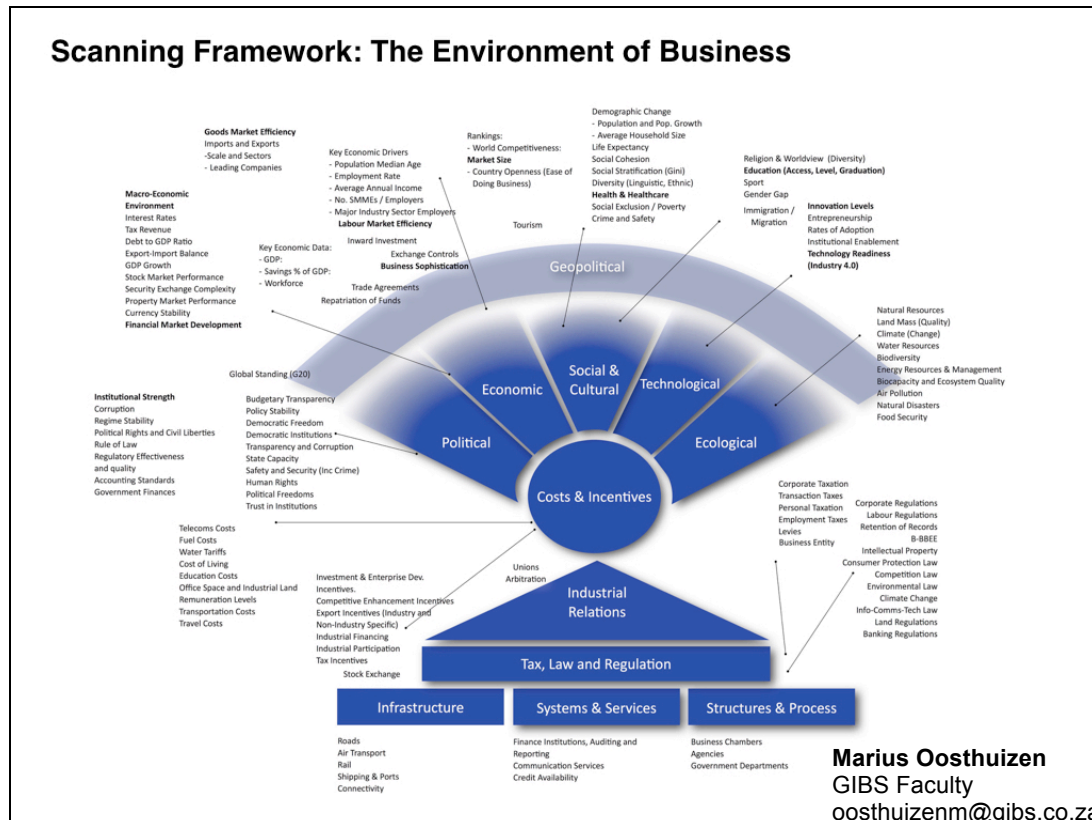 Scanning Framework: The Environment of Business
Goods Market Efficiency
Imports and Exports
-Scale and Sectors
- Leading Companies
Key Economic Drivers
- Population Median Age
- Employment Rate
- Average Annual Income
- No. SMMEs / Employers
- Major Industry Sector Employers
Labour Market Efficiency
Rankings:
- World Competitiveness:
Market Size
- Country Openness (Ease of
Doing Business)
Demographic Change
- Population and Pop. Growth
- Average Household Size
Life Expectancy
Social Cohesion
Social Stratification (Gini)
Diversity (Linguistic, Ethnic)
Health & Healthcare
Social Exclusion / Poverty
Crime and Safety
Religion & Worldview (Diversity)
Education (Access, Level, Graduation)
Sport
Gender Gap
Immigration /
Migration
Innovation Levels
Entrepreneurship
Rates of Adoption
Institutional Enablement
Technology Readiness
(Industry 4.0)
Macro-Economic
Environment
Interest Rates
Tax Revenue
Debt to GDP Ratio
Export-Import Balance
GDP Growth
Stock Market Performance
Security Exchange Complexity
Property Market Performance
Currency Stability
Financial Market Development
Key Economic Data:
- GDP:
- Savings % of GDP:
- Workforce
Inward Investment
Exchange Controls
Business Sophistication
Trade Agreements
Repatriation of Funds
Tourism
Geopolitical
Natural Resources
Land Mass (Quality)
Climate (Change)
Water Resources
Biodiversity
Energy Resources & Management
Biocapacity and Ecosystem Quality
Air Pollution
Natural Disasters
Food Security
Global Standing (G20)
Institutional Strength
Corruption
Regime Stability
Political Rights and Civil Liberties
Rule of Law
Regulatory Effectiveness
and quality
Accounting Standards
Government Finances
Budgetary Transparency
Policy Stability
Democratic Freedom
Democratic Institutions
Transparency and Corruption
State Capacity
Safety and Security (Inc Crime)
Human Rights
Political Freedoms
Trust in Institutions
Political
Economic
Social &
Cultural
Technological
Ecological
Costs & Incentives
Telecoms Costs
Fuel Costs
Water Tariffs
Cost of Living
Education Costs
Office Space and Industrial Land
Remuneration Levels
Transportation Costs
Travel Costs
Investment & Enterprise Dev.
Incentives.
Competitive Enhancement Incentives
Export Incentives (Industry and
Non-Industry Specific)
Industrial Financing
Industrial Participation
Tax Incentives
Stock Exchange
Unions
Arbitration
Corporate Taxation
Transaction Taxes
Personal Taxation
Employment Taxes
Levies
Business Entity
Corporate Regulations
Labour Regulations
Retention of Records
B-BBEE
Intellectual Property
Consumer Protection Law
Competition Law
Environmental Law
Climate Change
Info-Comms-Tech Law
Land Regulations
Banking Regulations
Industrial
Relations
Tax, Law and Regulation
Infrastructure
Systems & Services
Structures & Process
Roads
Air Transport
Rail
Shipping & Ports
Connectivity
Finance Institutions, Auditing and
Reporting
Communication Services
Credit Availability
Business Chambers
Agencies
Government Departments
Marius Oosthuizen
GIBS Faculty
oosthuizenm@gibs.co.za